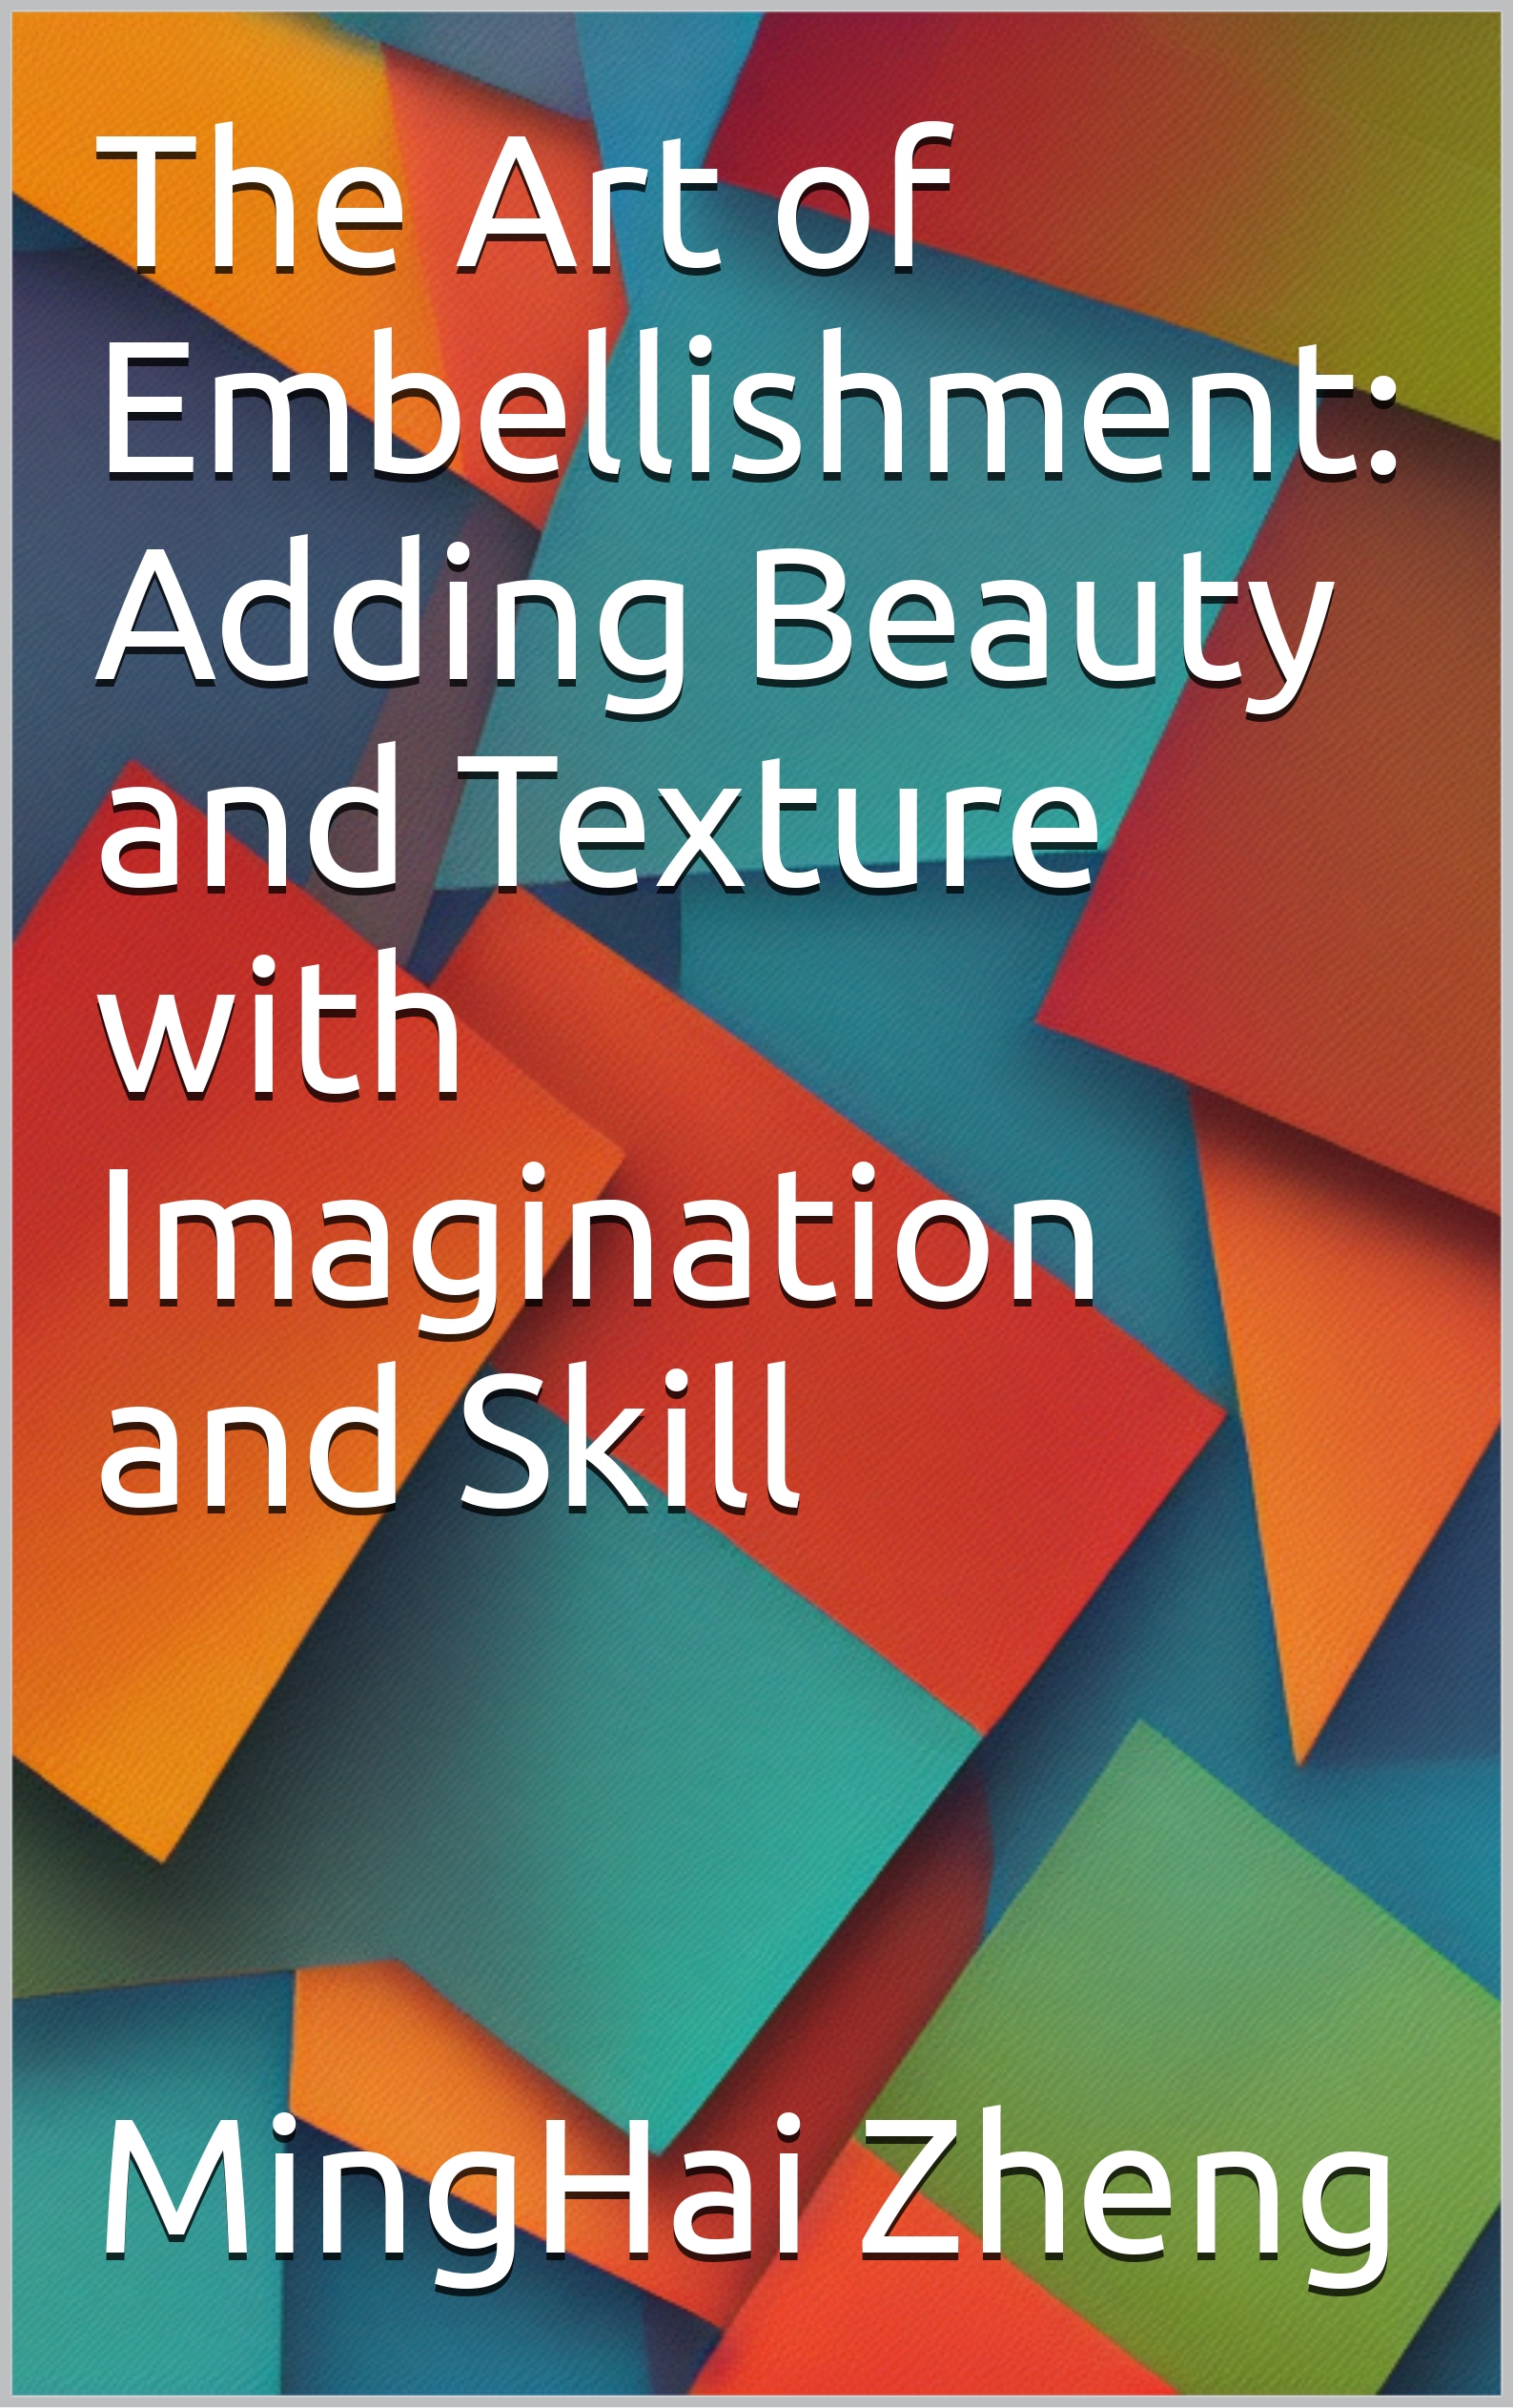 The Art of
Embellishment:
Adding Beauty
and Texture
with
Imagination
and Skill
MingHai Zheng